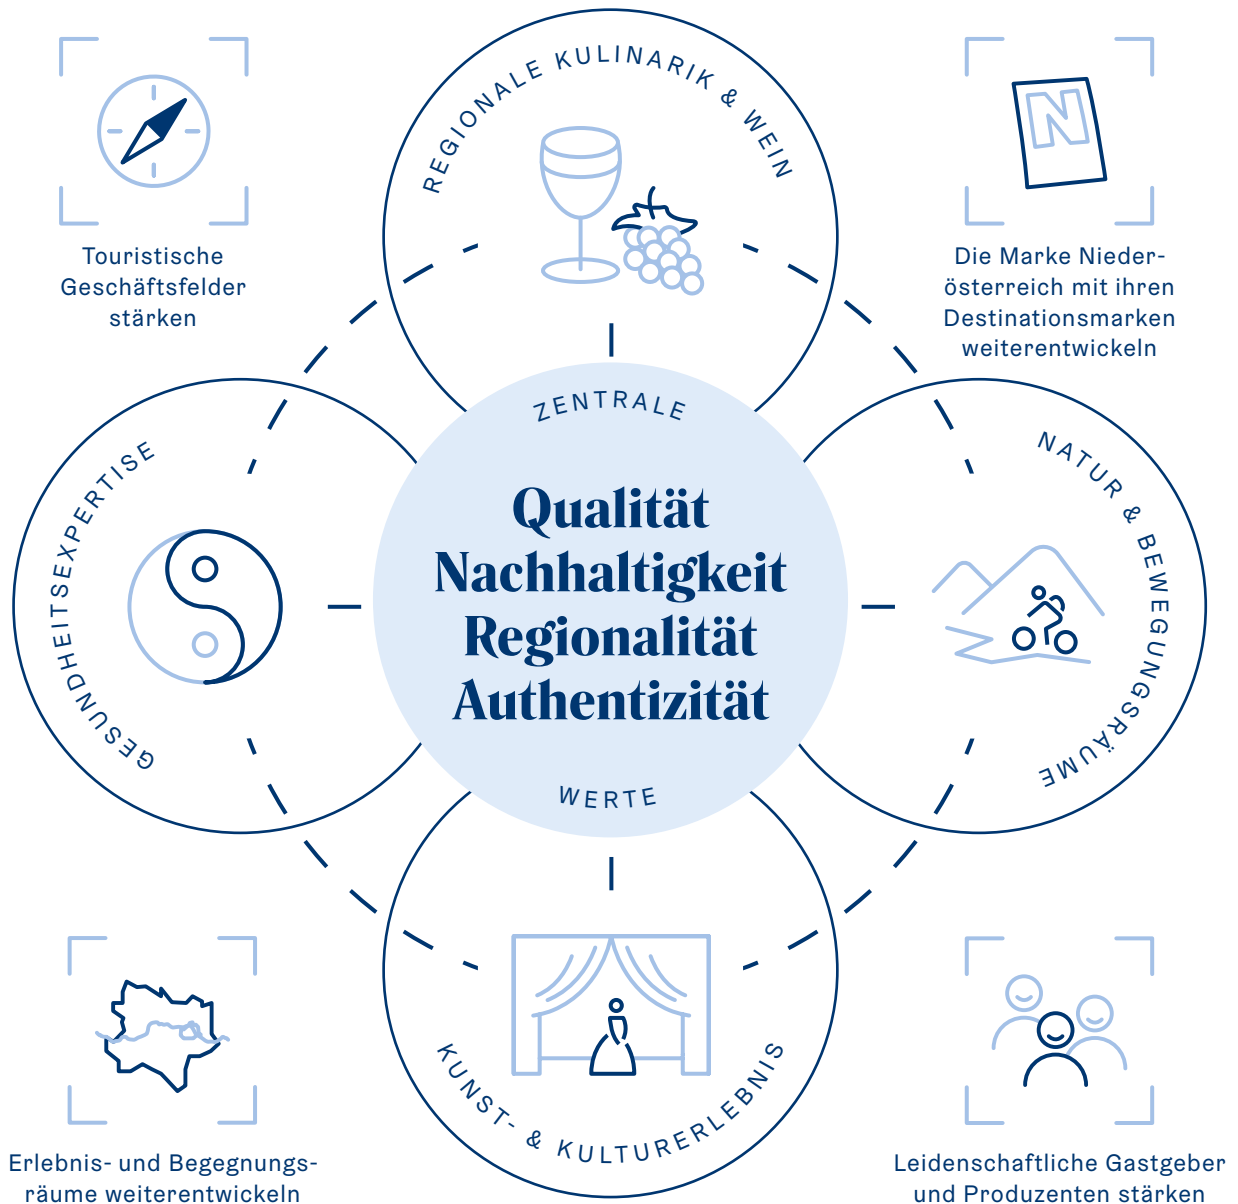 REGIONALE KULINARIK & WEIN
N
Touristische
Geschäftsfelder
stärken
Die Marke Nieder-
österreich mit ihren
Destinationsmarken
weiterentwickeln
GESUNDHEITSEXPERTISE
ZENTRALE
Qualität
Nachhaltigkeit
Regionalität
Authentizität
WERTE
NATUR & BEWEGUNGSRÄUME
KUNST- & KULTURERLEBNIS
Erlebnis- und Begegnungs-
räume weiterentwickeln
Leidenschaftliche Gastgeber
und Produzenten stärken